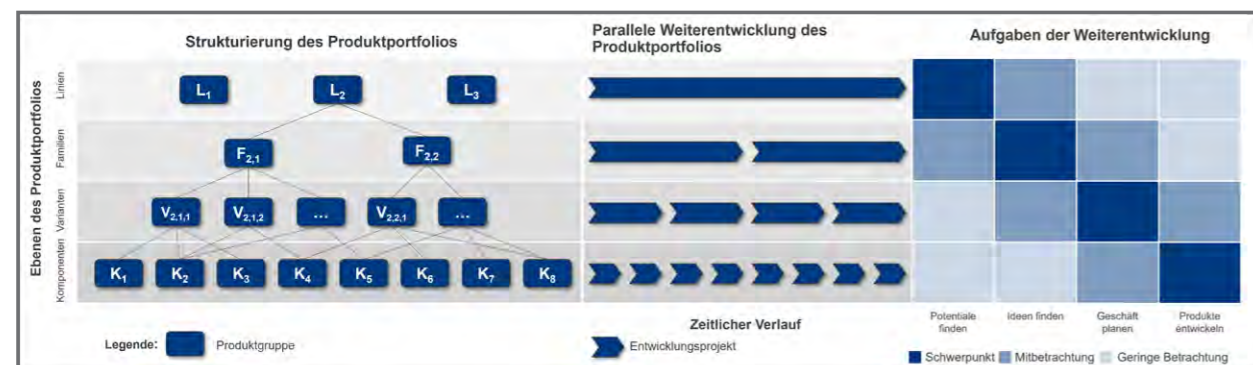 Strukturierung des Produktportfolios
Parallele Weiterentwicklung des
Produktportfolios
Aufgaben der Weiterentwicklung
Ebenen des Produktportfolios
Linien
L1 L2 L3
Familien
F2,1 F2,2
Varianten
V2,1,1 V2,1,2 ... V2,2,1 ...
Komponenten
K1 K2 K3 K4 K5 K6 K7 K8
Potentiale
finden
Ideen finden
Geschäft
planen
Produkte
entwickeln
Zeitlicher Verlauf
Legende: Produktgruppe
Entwicklungsprojekt
Schwerpunkt Mitbetrachtung Geringe Betrachtung